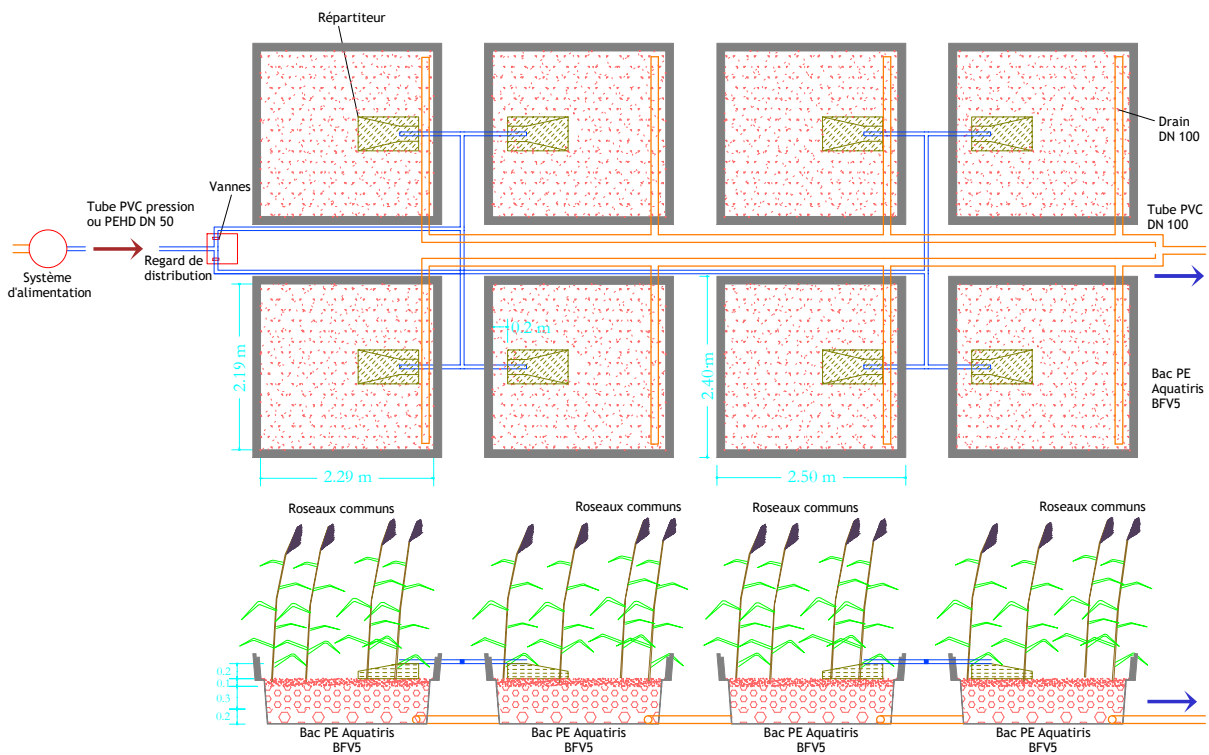 Répartiteur
Drain
DN 100
Vannes
Tube PVC pression
ou PEHD DN 50
Tube PVC
DN 100
Regard de
distribution
Système
d'alimentation
0.2 m
2.19 m
2.40 m
Bac PE
Aquatiris
BFV5
2.29 m
2.50 m
Roseaux communs
Roseaux communs
Roseaux communs
Roseaux communs
0.2
0.1
0.3
0.2
Bac PE Aquatiris
BFV5
Bac PE Aquatiris
BFV5
Bac PE Aquatiris
BFV5
Bac PE Aquatiris
BFV5